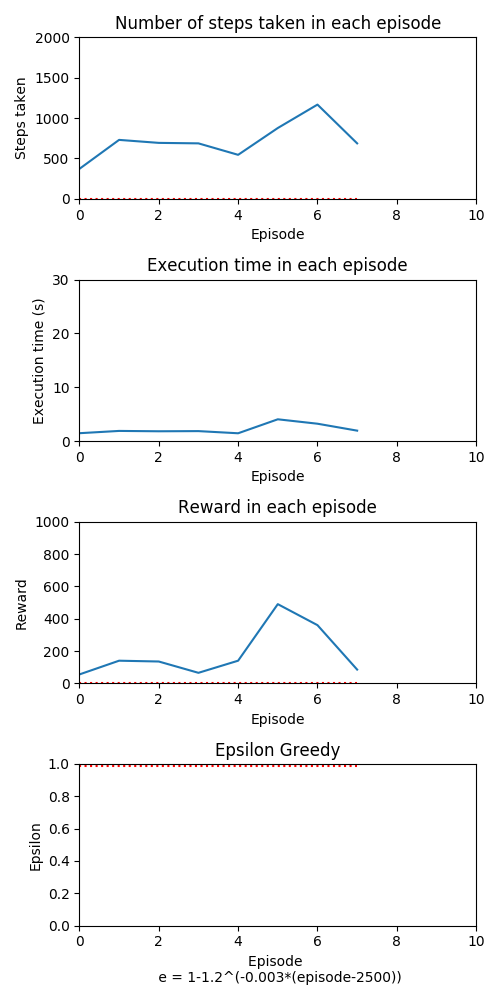 Number of steps taken in each episode
2000
1500
1000
500
0
Steps taken
0 2 4 6 8 10
Episode
Execution time in each episode
30
20
10
0
Execution time (s)
0 2 4 6 8 10
Episode
Reward in each episode
1000
800
600
400
200
0
Reward
0 2 4 6 8 10
Episode
Epsilon Greedy
1.0
0.8
0.6
0.4
0.2
0.0
Epsilon
0 2 4 6 8 10
Episode
e = 1-1.2^(-0.003*(episode-2500))